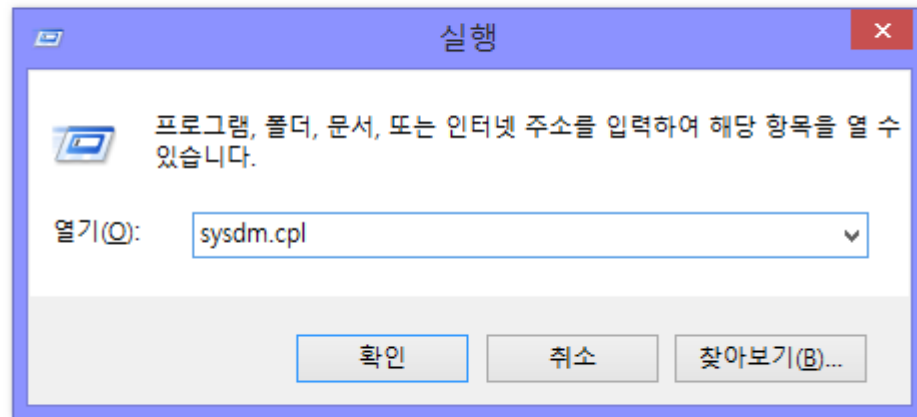 실행
프로그램, 폴더, 문서, 또는 인터넷 주소를 입력하여 해당 항목을 열 수
있습니다.
열기(O): sysdm.cpl
확인 취소 찾아보기(B)...